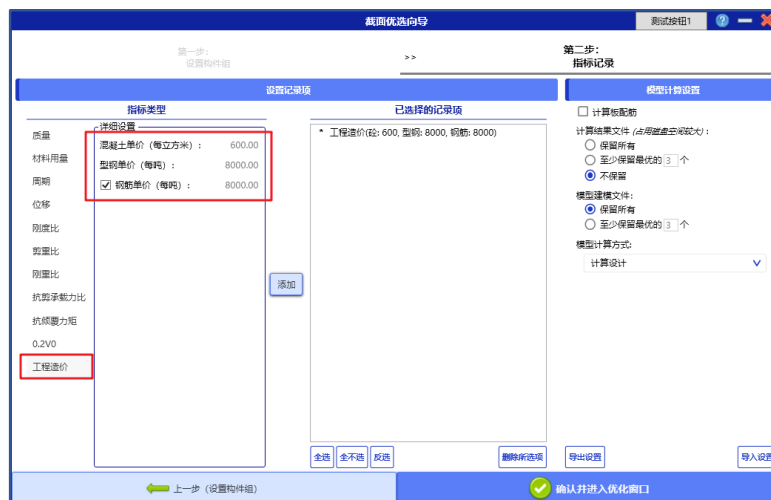 截面优选向导
测试按钮1
第一步:
设置构件组
>>
第二步:
指标记录
设置记录项
模型计算设置
指标类型
已选择的记录项
质量
材料用量
周期
位移
刚度比
剪重比
刚重比
抗剪承载力比
抗倾覆力矩
0.2V0
工程造价
详细设置
混凝土单价（每立方米）: 600.00
型钢单价（每吨）: 8000.00
钢筋单价（每吨）: 8000.00
添加
* 工程造价(砼: 600, 型钢: 8000, 钢筋: 8000)
全选 全不选 反选 删除所选项
计算板配筋
计算结果文件 (占用磁盘空间较大) :
保留所有
至少保留最优的 3 个
不保留
模型建模文件:
保留所有
至少保留最优的 3 个
模型计算方式:
计算设计
导出设置 导入设置
上一步（设置构件组）
确认并进入优化窗口